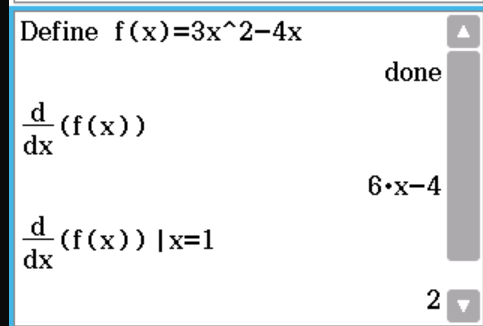 Define f(x)=3x^2−4x
done
d/dx (f(x))
6·x−4
d/dx (f(x))|x=1
2